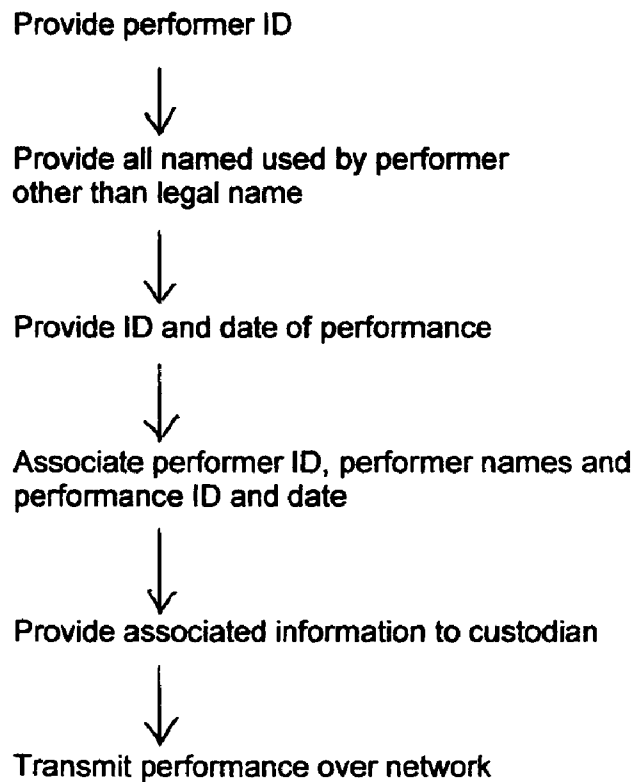 Provide performer ID
Provide all named used by performer
other than legal name
Provide ID and date of performance
Associate performer ID, performer names and
performance ID and date
Provide associated information to custodian
Transmit performance over network